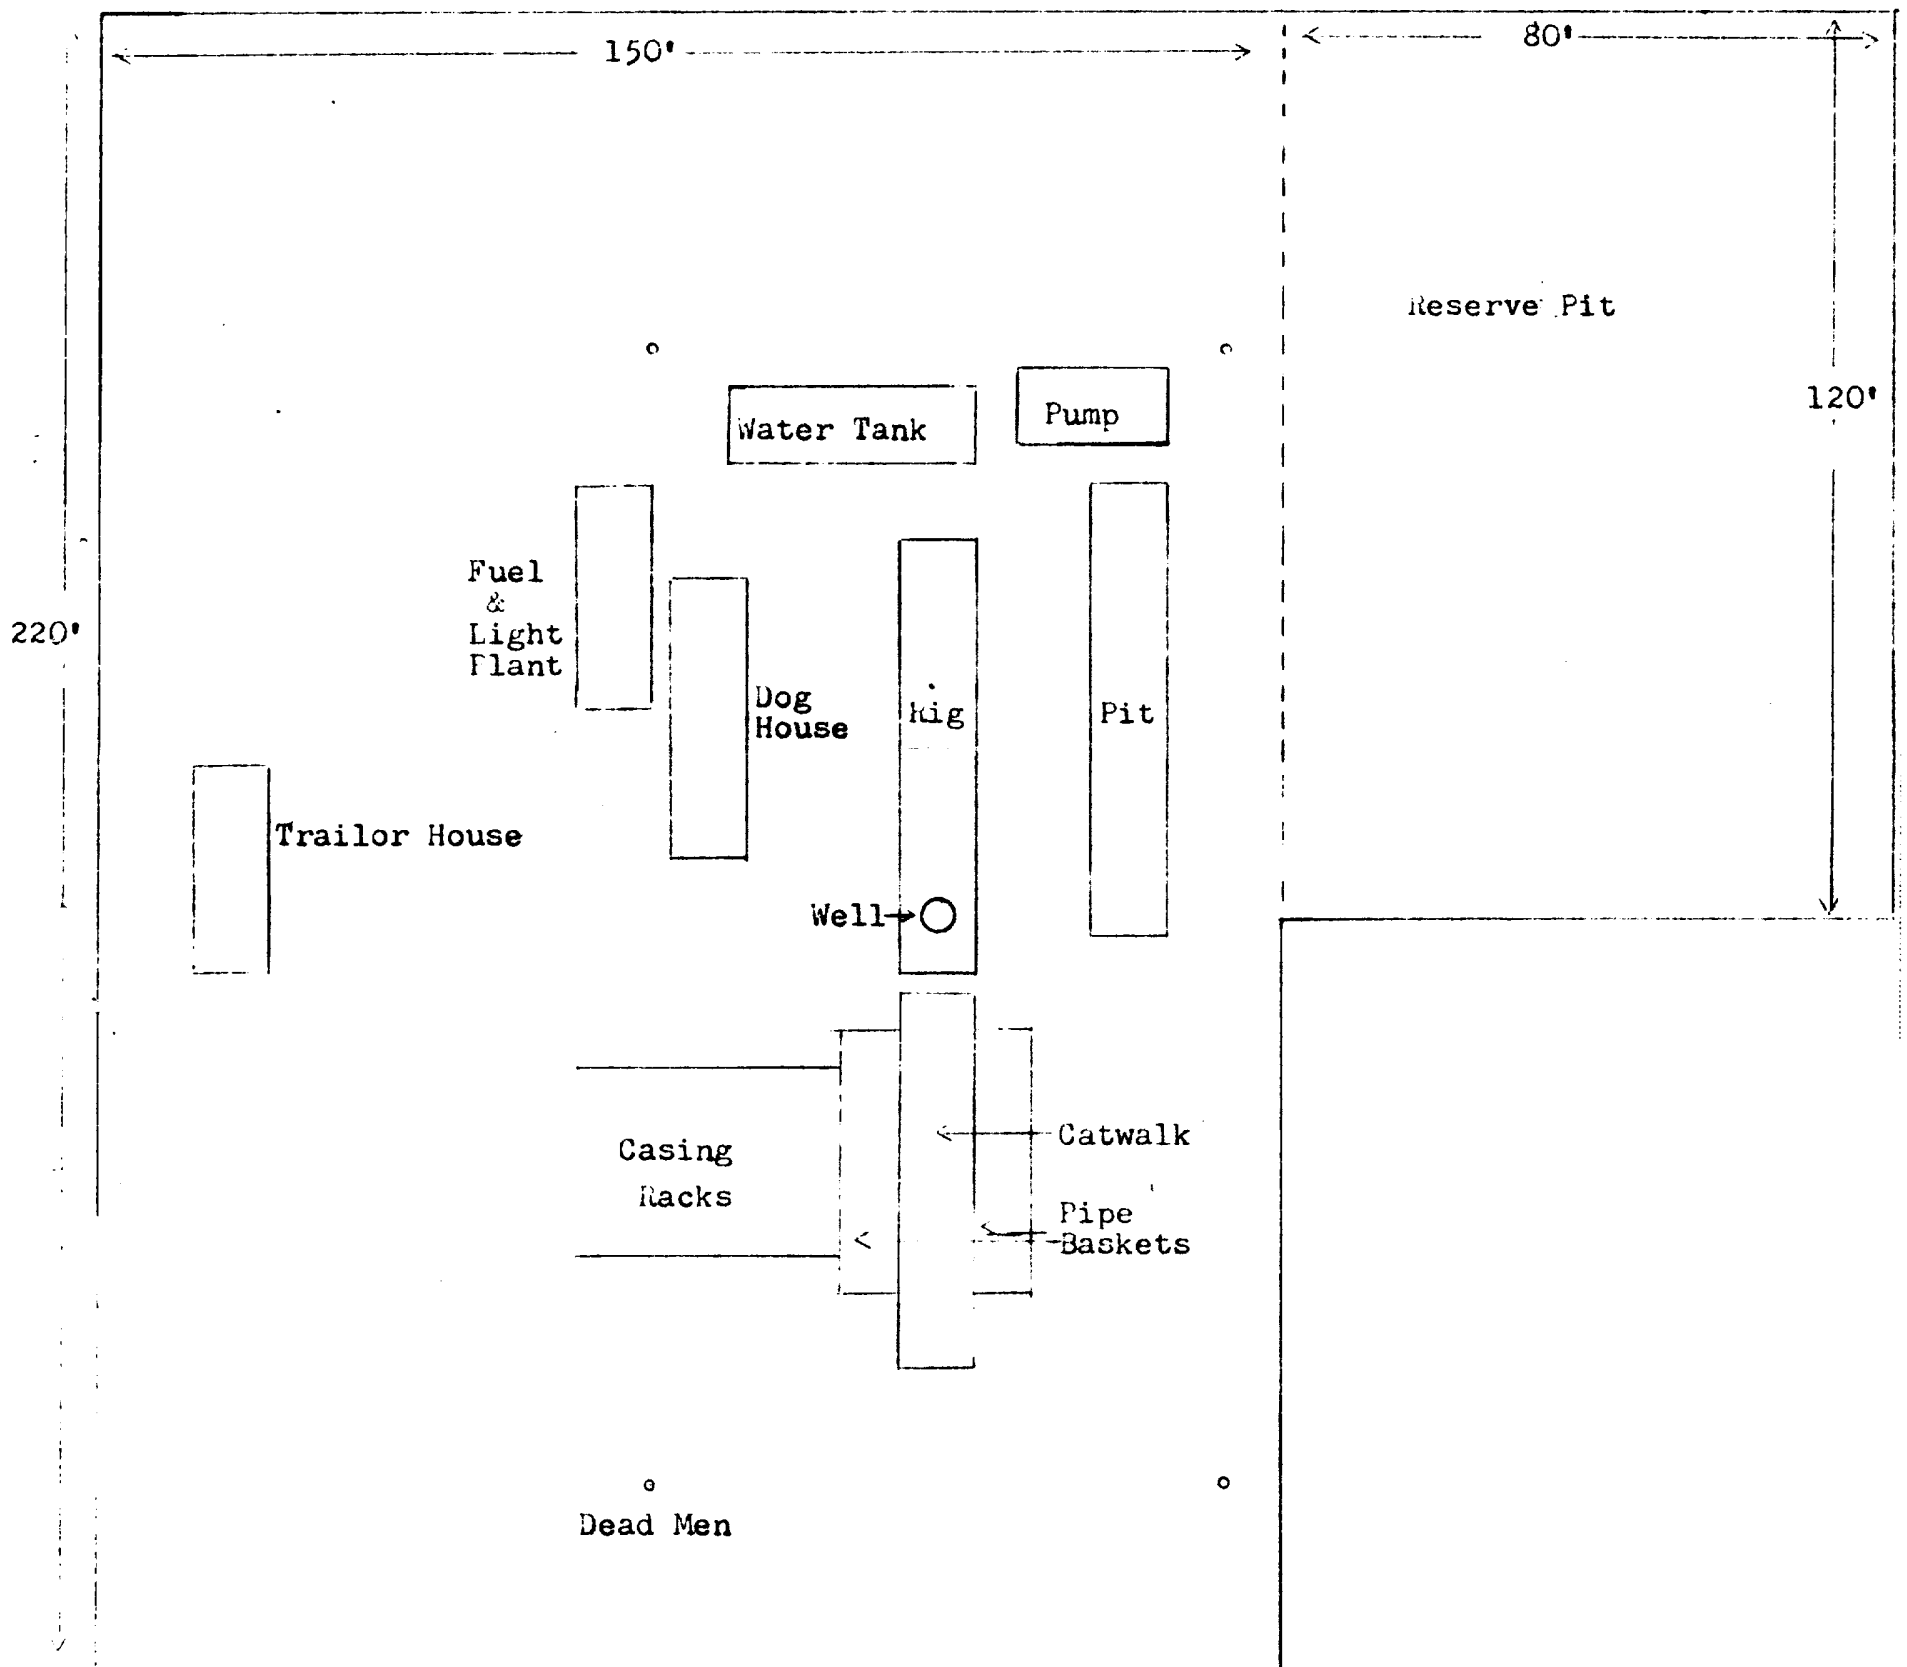 150'
80'
Reserve Pit
120'
Water Tank
Pump
Fuel
&
Light
Plant
220'
Dog
House
Rig
Pit
Trailor House
Well
Catwalk
Casing
Racks
Pipe
Baskets
Dead Men